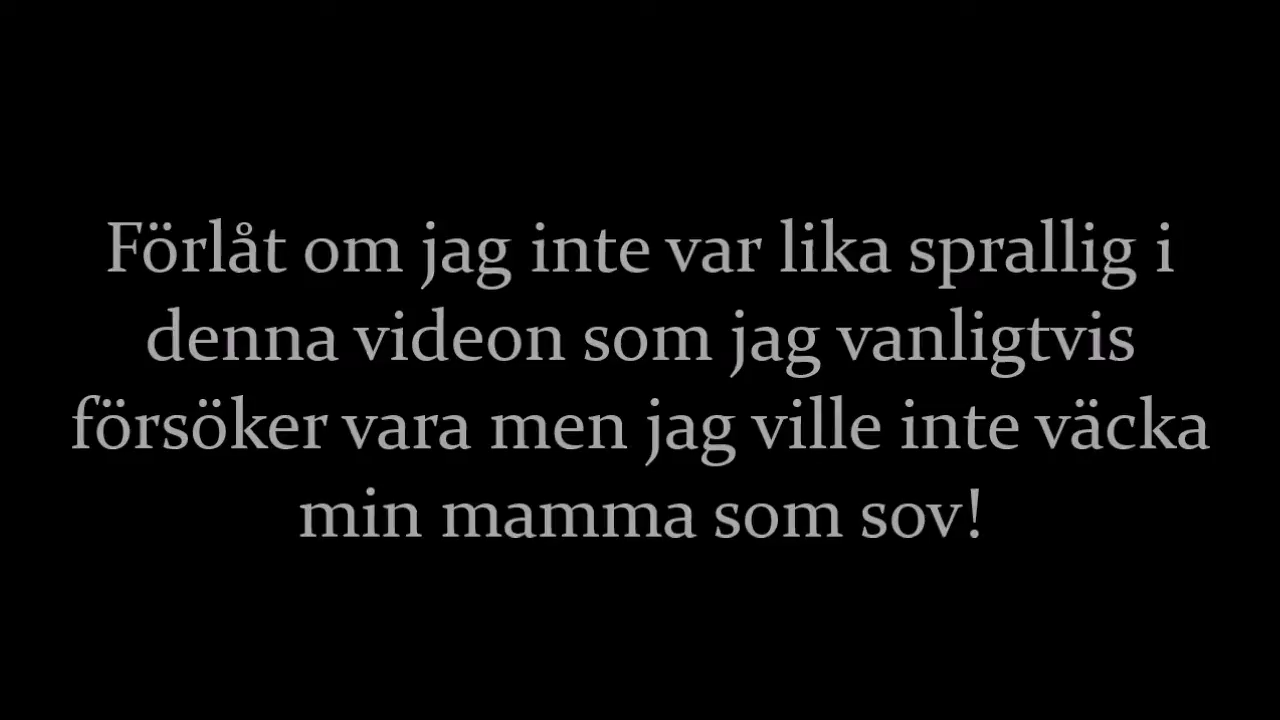 Förlåt om jag inte var lika sprallig i
denna videon som jag vanligtvis
försöker vara men jag ville inte väcka
min mamma som sov!